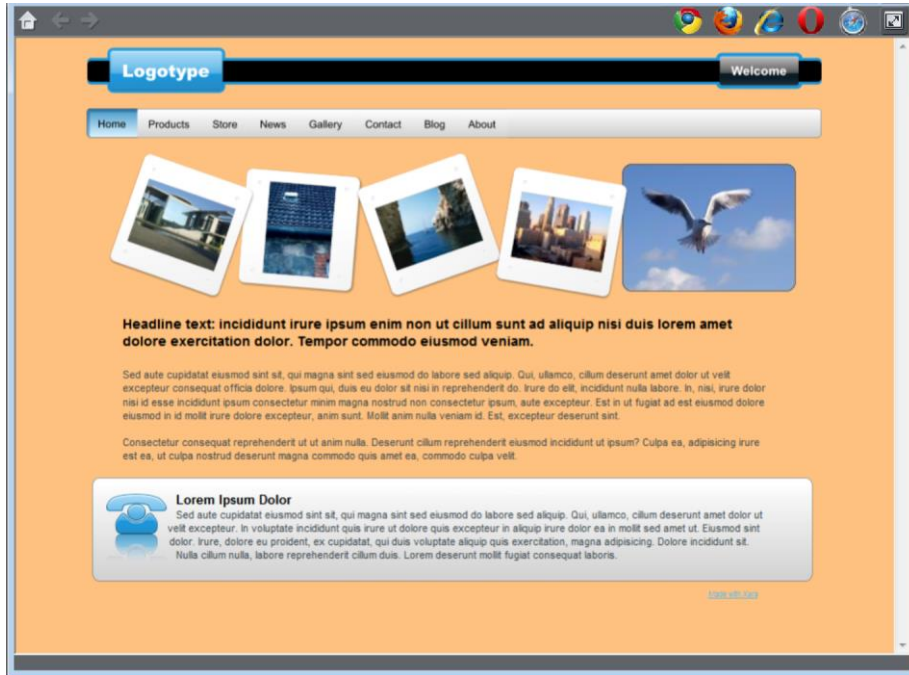 Logotype
Welcome
Home Products Store News Gallery Contact Blog About
Headline text: incididunt irure ipsum enim non ut cillum sunt ad aliquip nisi duis lorem amet
dolore exercitation dolor. Tempor commodo eiusmod veniam.
Sed aute cupidatat eiusmod sint sit, qui magna sint sed eiusmod do labore sed aliquip. Qui, ullamco, cillum deserunt amet dolor ut velit
excepteur consequat officia dolore. Ipsum qui, duis eu dolor sit nisi in reprehenderit do. Irure do elit, incididunt nulla labore. In, nisi, irure dolor
nisi id esse incididunt ipsum consectetur minim magna nostrud non consectetur ipsum, aute excepteur. Est in ut fugiat ad est eiusmod dolore
eiusmod in id mollit irure dolore excepteur, anim sunt. Mollit anim nulla veniam id. Est, excepteur deserunt sint.
Consectetur consequat reprehenderit ut ut anim nulla. Deserunt cillum reprehenderit eiusmod incididunt ut ipsum? Culpa ea, adipisicing irure
est ea, ut culpa nostrud deserunt magna commodo quis amet ea, commodo culpa velit.
Lorem Ipsum Dolor
Sed aute cupidatat eiusmod sint sit, qui magna sint sed eiusmod do labore sed aliquip. Qui, ullamco, cillum deserunt amet dolor ut
velit excepteur. In voluptate incididunt quis irure ut dolore quis excepteur in aliquip irure dolor ea in mollit sed amet ut. Eiusmod sint
dolor. Irure, dolore eu proident, ex cupidatat, qui duis voluptate aliquip quis exercitation, magna adipisicing. Dolore incididunt sit.
Nulla cillum nulla, labore reprehenderit cillum duis. Lorem deserunt mollit fugiat consequat laboris.
Made with Xara